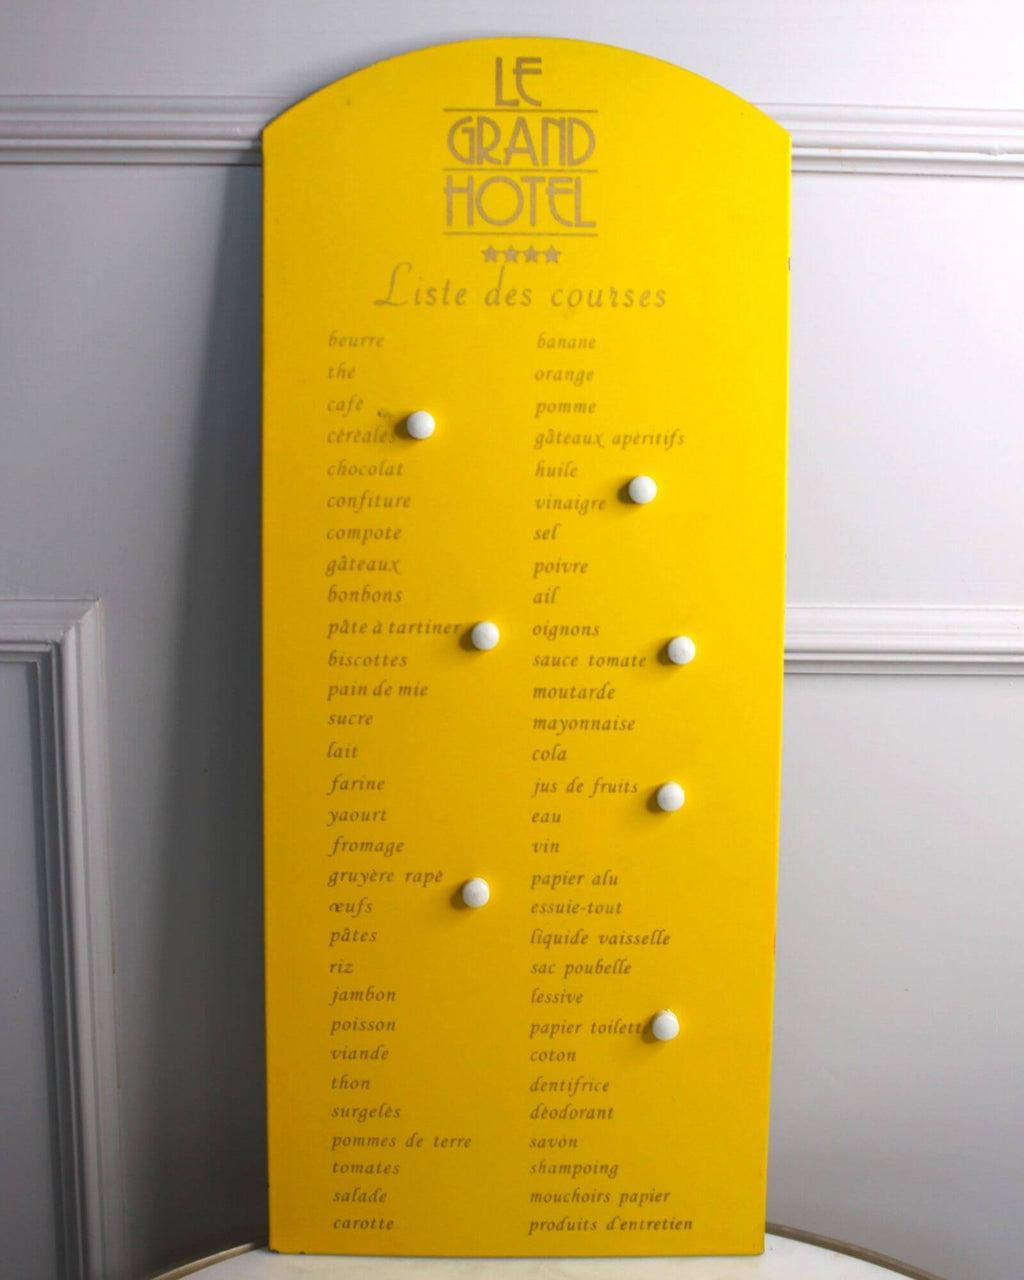 LE
GRAND
HOTEL
Liste des courses
beurre
thé
café
céréales
chocolat
confiture
compote
gâteaux
bonbons
pâte à tartiner
biscottes
pain de mie
sucre
lait
farine
yaourt
fromage
gruyère rapé
œufs
pâtes
riz
jambon
poisson
viande
thon
surgelés
pommes de terre
tomates
salade
carotte
banane
orange
pomme
gâteaux apéritifs
huile
vinaigre
sel
poivre
ail
oignons
sauce tomate
moutarde
mayonnaise
cola
jus de fruits
eau
vin
papier alu
essuie-tout
liquide vaisselle
sac poubelle
lessive
papier toilette
coton
dentifrice
déodorant
savon
shampoing
mouchoirs papier
produits d'entretien